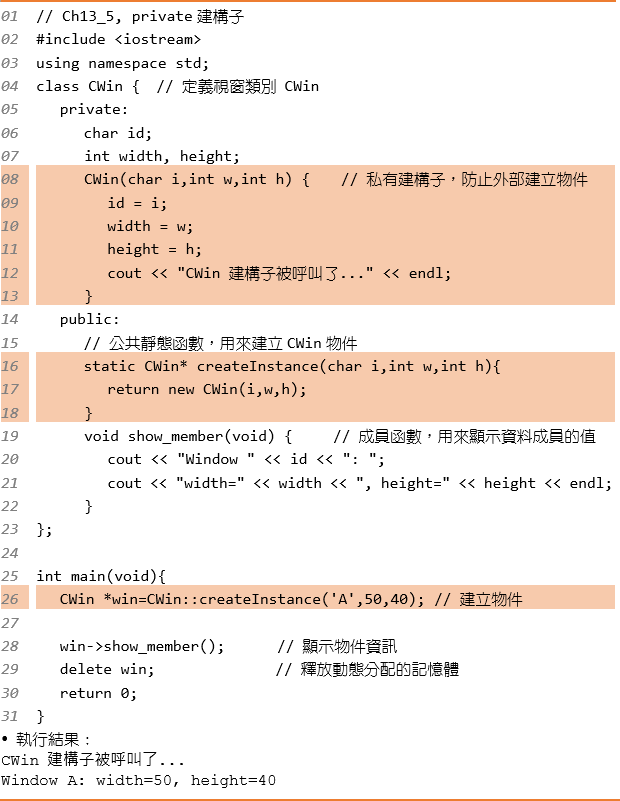 01 // Ch13_5, private 建構子
02 #include <iostream>
03 using namespace std;
04 class CWin {  // 定義視窗類別 CWin
05    private:
06       char id;
07       int width, height;
08       CWin(char i,int w,int h) {    // 私有建構子，防止外部建立物件
09          id = i;
10          width = w;
11          height = h;
12          cout << "CWin 建構子被呼叫了..." << endl;
13       }
14    public:
15       // 公共靜態函數，用來建立 CWin 物件
16       static CWin* createInstance(char i,int w,int h){
17          return new CWin(i,w,h);
18       }
19       void show_member(void) {     // 成員函數，用來顯示資料成員的值
20          cout << "Window " << id << ": ";
21          cout << "width=" << width << ", height=" << height << endl;
22       }
23 };
24
25 int main(void){
26    CWin *win=CWin::createInstance('A',50,40); // 建立物件
27
28    win->show_member();       // 顯示物件資訊
29    delete win;               // 釋放動態分配的記憶體
30    return 0;
31 }
• 執行結果：
CWin 建構子被呼叫了...
Window A: width=50, height=40